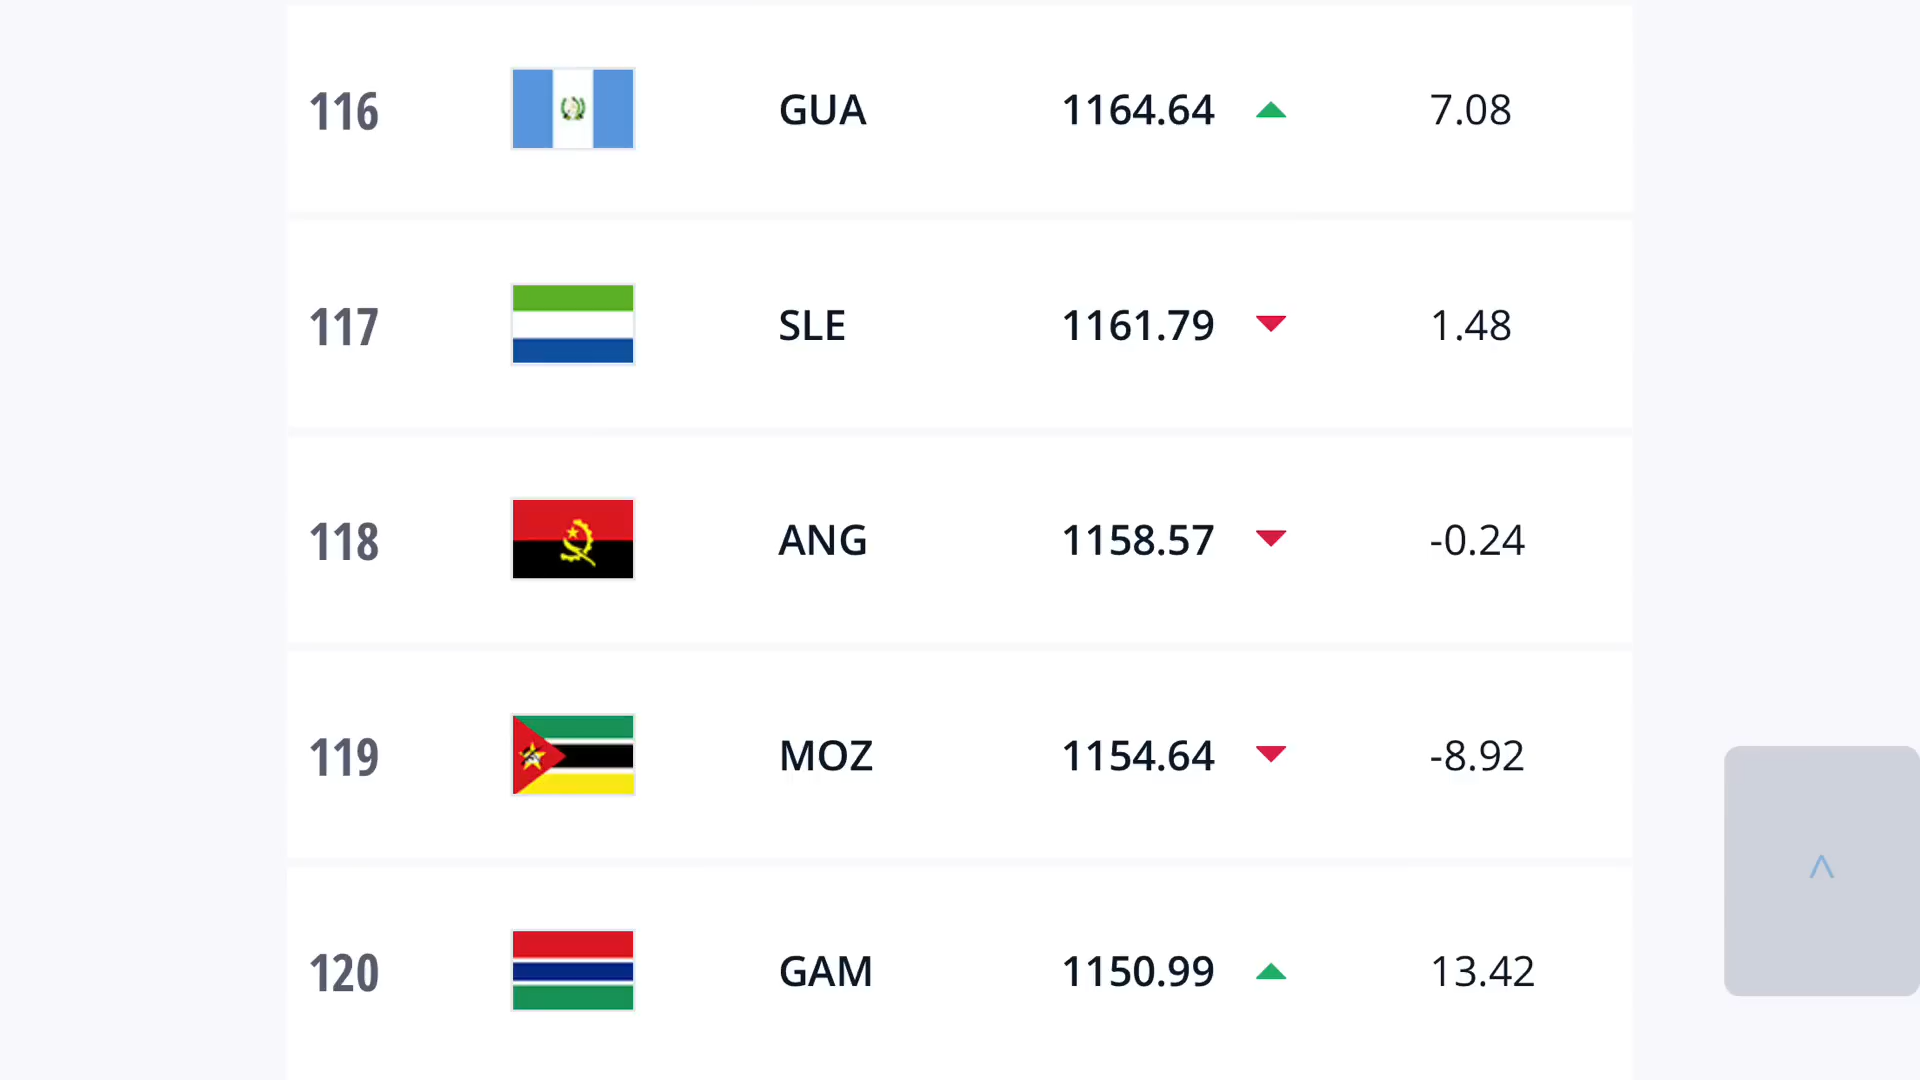 116 GUA 1164.64 7.08
117 SLE 1161.79 1.48
118 ANG 1158.57 -0.24
119 MOZ 1154.64 -8.92
120 GAM 1150.99 13.42
^